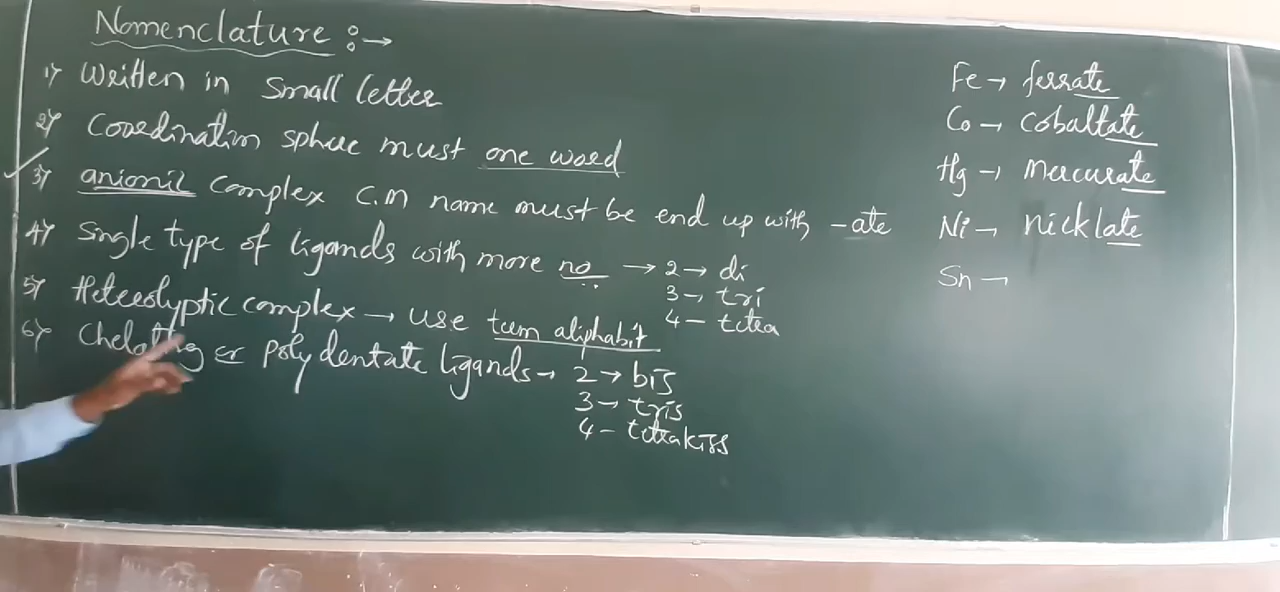 Nomenclature :→
1) Written in Small letter
2) Coordination sphere must one word
3) anionic Complex C.M name must be end up with -ate
4) Single type of ligands with more no → 2 → di
3 → tri
4 - tetra
5) Heteroliptic complex → use term aliphabit
6) Chelatting or Poly dentate ligands → 2 → bis
3 → tris
4 - tetrakiss
Fe → ferrate
Co → cobaltate
Hg → mercurate
Ni → nicklate
Sn →